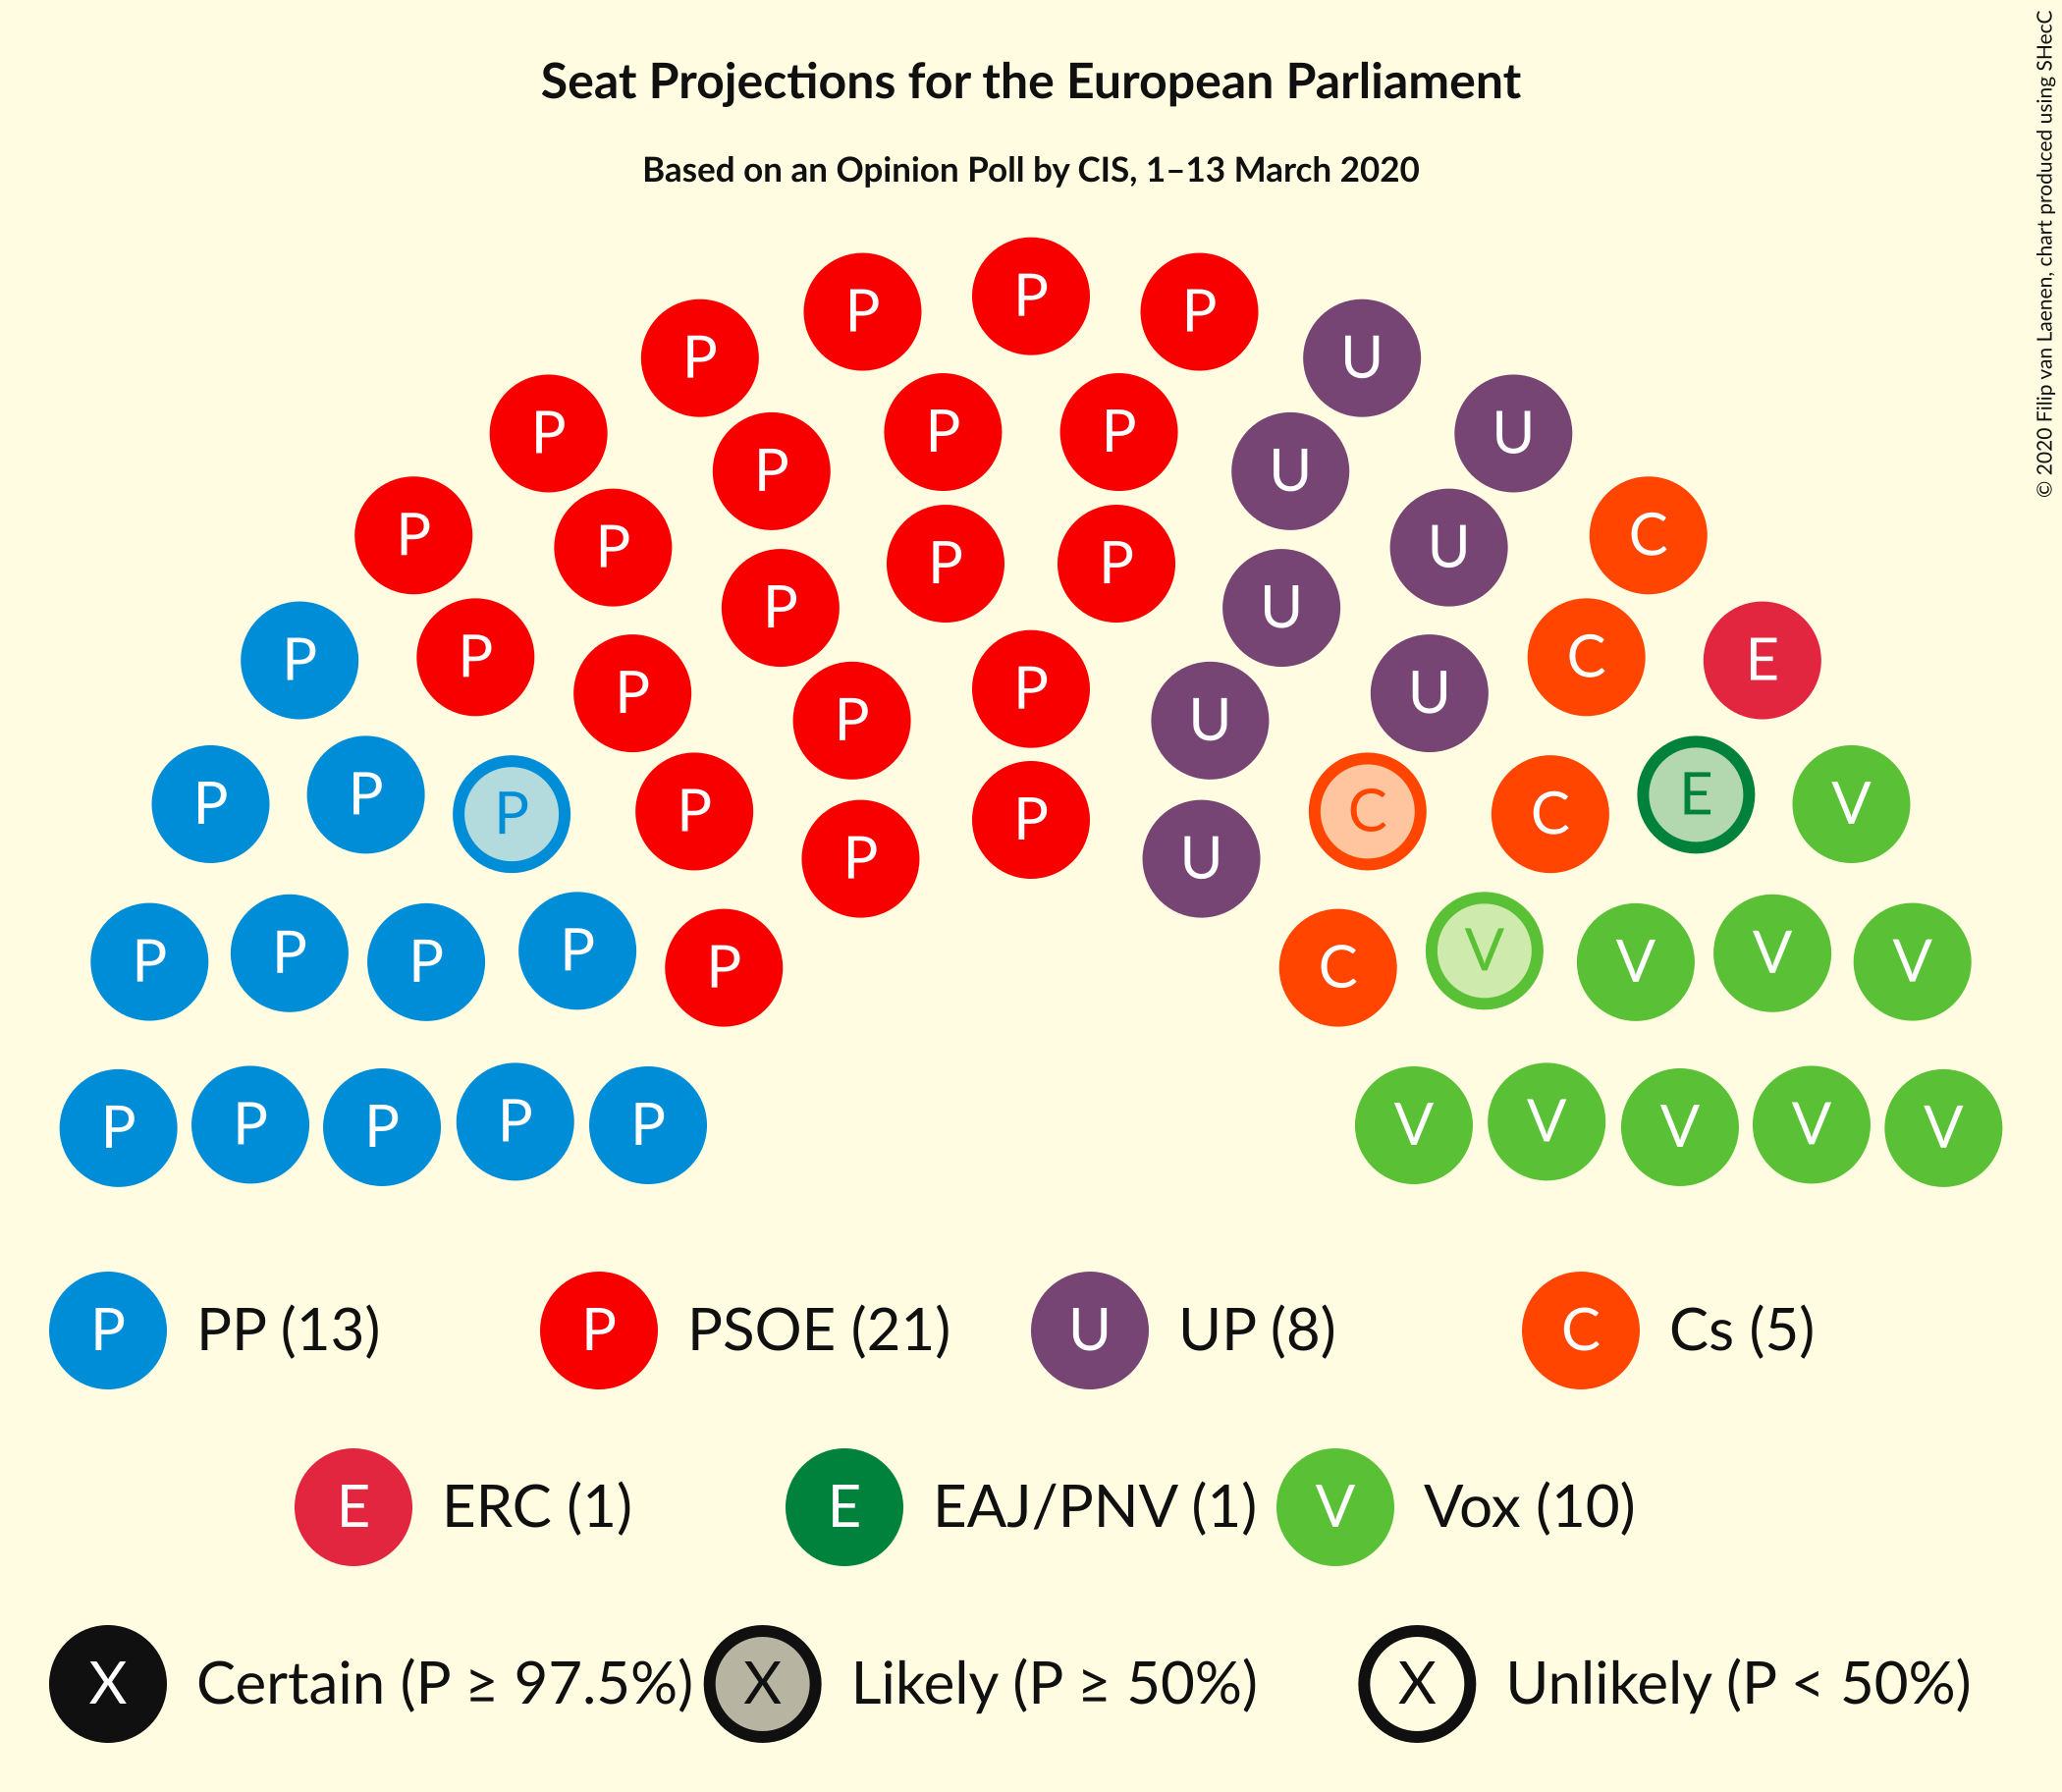 Seat Projections for the European Parliament
Based on an Opinion Poll by CIS, 1–13 March 2020
© 2020 Filip van Laenen, chart produced using SHecC
P P P
P U
P P P U
P U
P P P P U C
P U
P P P P U C E
P U
P P P P P C C E V
P U
P P P P P C V V V V
P P P P P V V V V V
P PP (13) P PSOE (21) U UP (8) C Cs (5)
E ERC (1) E EAJ/PNV (1) V Vox (10)
X Certain (P ≥ 97.5%) X Likely (P ≥ 50%) X Unlikely (P < 50%)